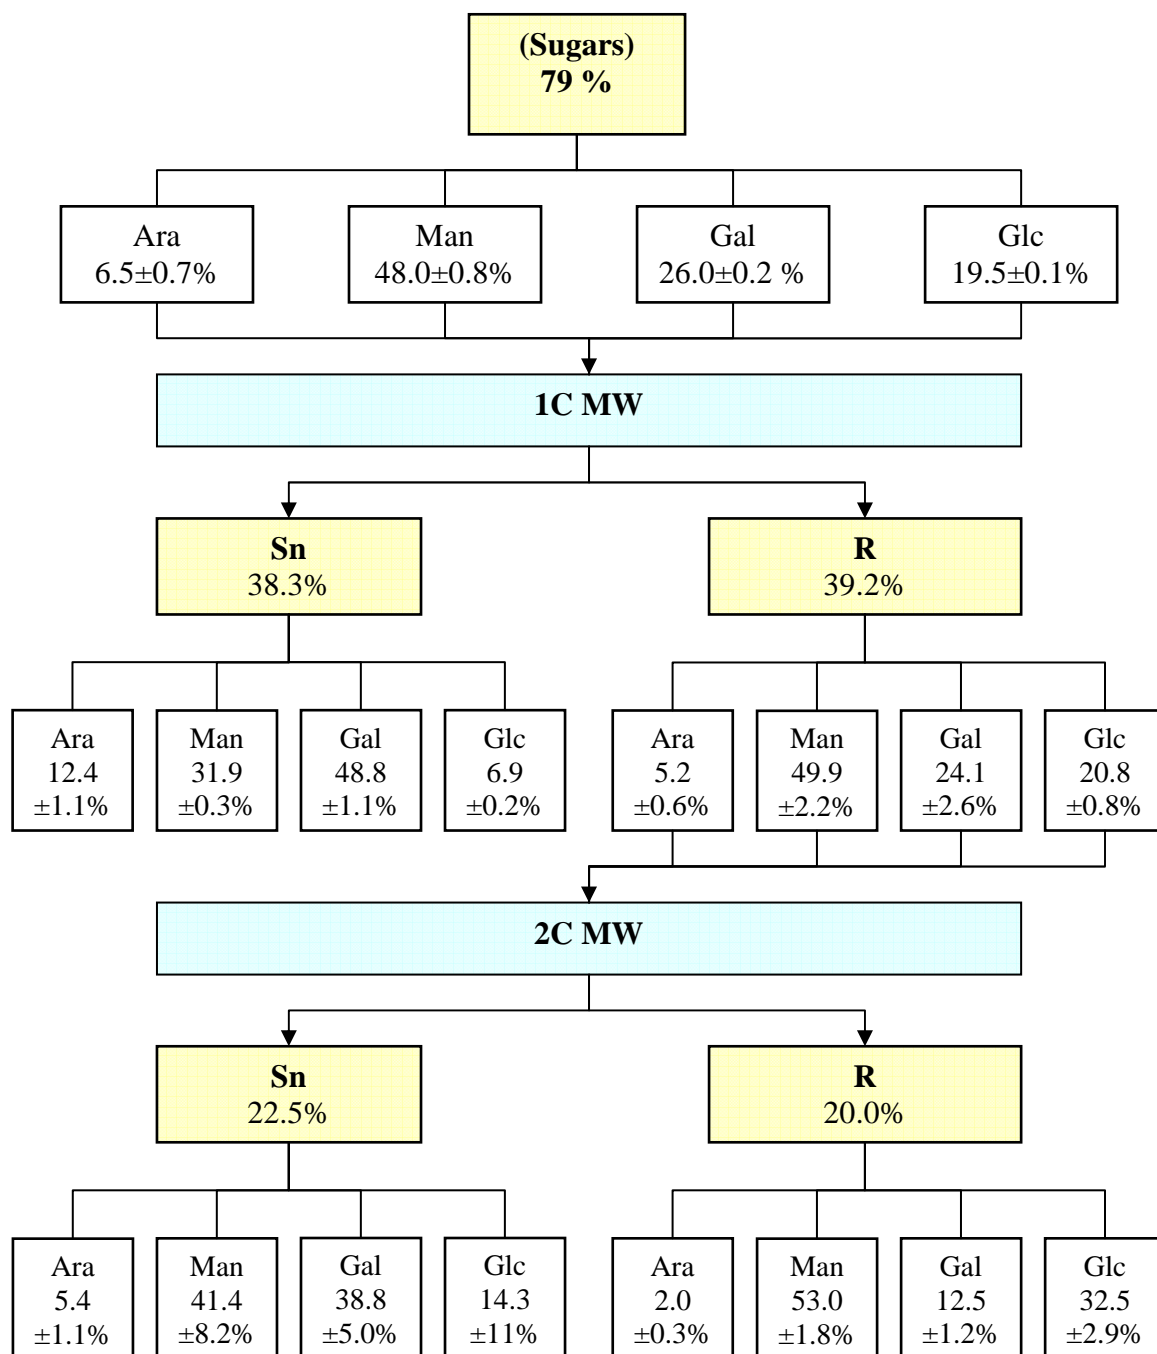 (Sugars)
79 %
Ara
6.5±0.7%
Man
48.0±0.8%
Gal
26.0±0.2 %
Glc
19.5±0.1%
1C MW
Sn
38.3%
R
39.2%
Ara
12.4
±1.1%
Man
31.9
±0.3%
Gal
48.8
±1.1%
Glc
6.9
±0.2%
Ara
5.2
±0.6%
Man
49.9
±2.2%
Gal
24.1
±2.6%
Glc
20.8
±0.8%
2C MW
Sn
22.5%
R
20.0%
Ara
5.4
±1.1%
Man
41.4
±8.2%
Gal
38.8
±5.0%
Glc
14.3
±11%
Ara
2.0
±0.3%
Man
53.0
±1.8%
Gal
12.5
±1.2%
Glc
32.5
±2.9%